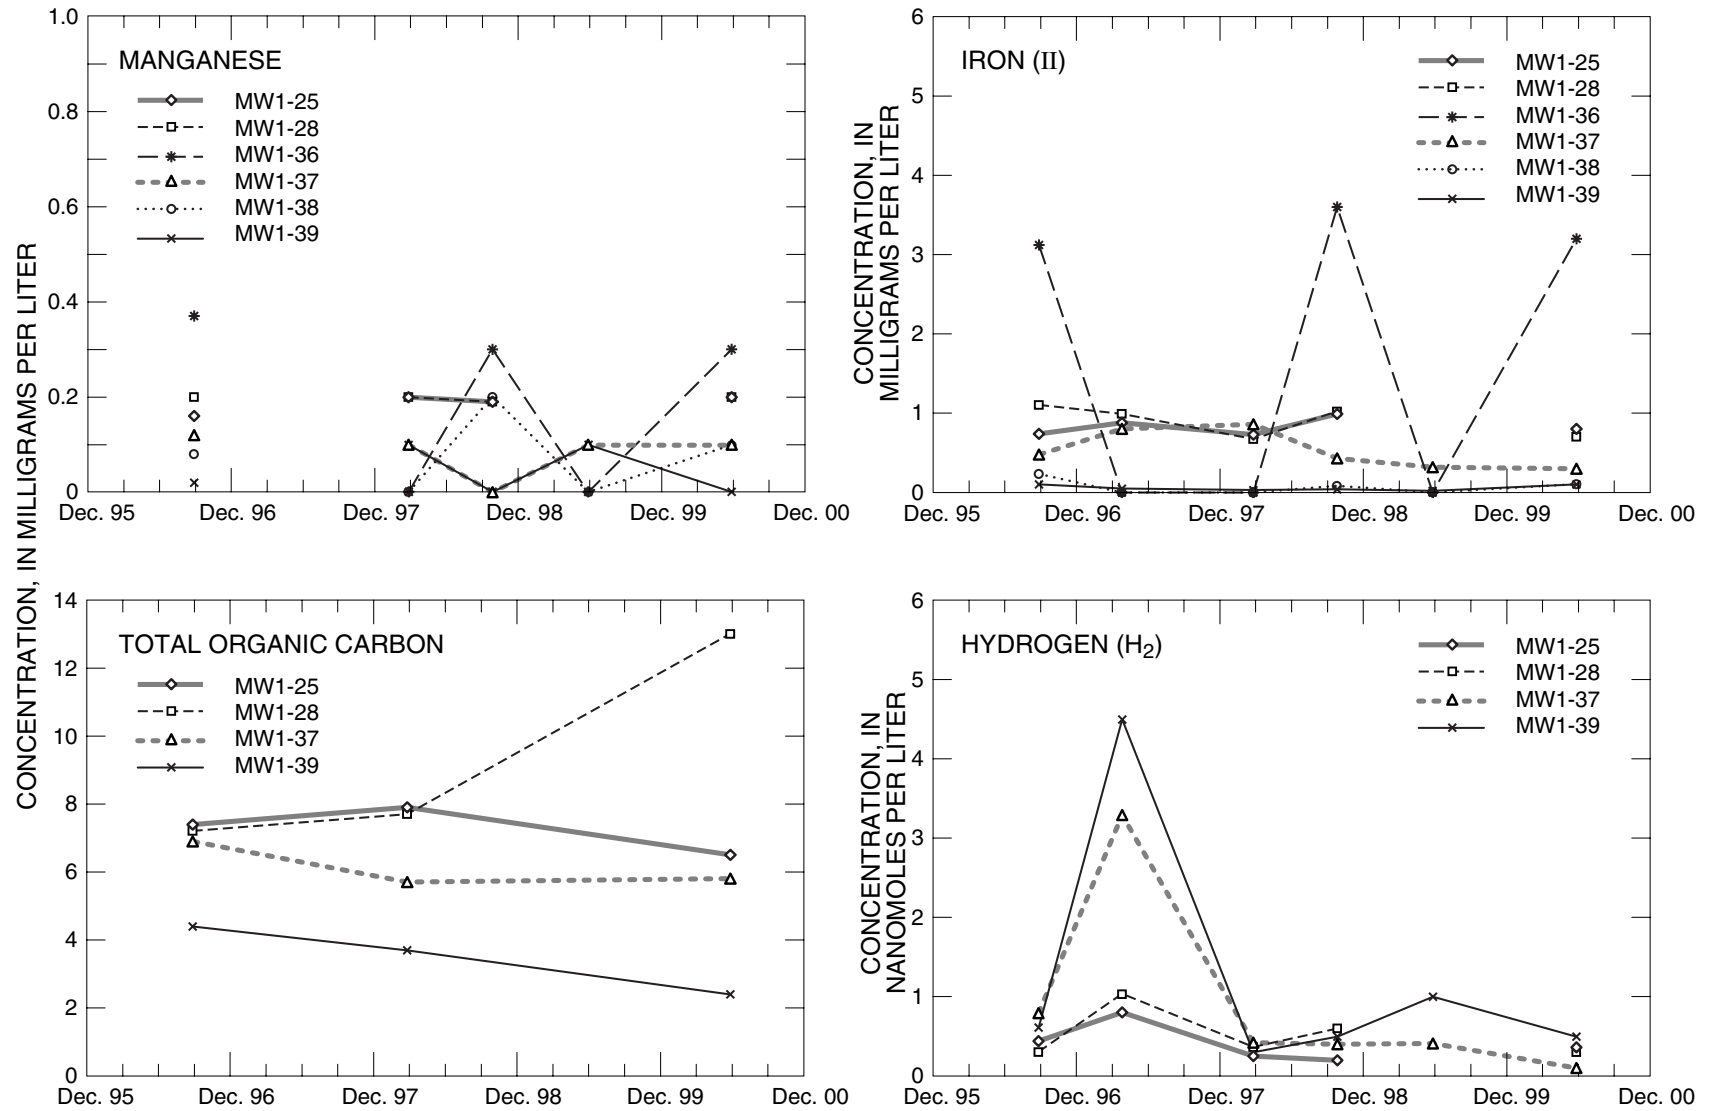 CONCENTRATION, IN MILLIGRAMS PER LITER
MANGANESE
MW1-25
MW1-28
MW1-36
MW1-37
MW1-38
MW1-39
1.0
0.8
0.6
0.4
0.2
0
Dec. 95 Dec. 96 Dec. 97 Dec. 98 Dec. 99 Dec. 00
CONCENTRATION, IN
MILLIGRAMS PER LITER
IRON (II)
MW1-25
MW1-28
MW1-36
MW1-37
MW1-38
MW1-39
6
5
4
3
2
1
0
Dec. 95 Dec. 96 Dec. 97 Dec. 98 Dec. 99 Dec. 00
TOTAL ORGANIC CARBON
MW1-25
MW1-28
MW1-37
MW1-39
14
12
10
8
6
4
2
0
Dec. 95 Dec. 96 Dec. 97 Dec. 98 Dec. 99 Dec. 00
CONCENTRATION, IN
NANOMOLES PER LITER
HYDROGEN (H₂)
MW1-25
MW1-28
MW1-37
MW1-39
6
5
4
3
2
1
0
Dec. 95 Dec. 96 Dec. 97 Dec. 98 Dec. 99 Dec. 00